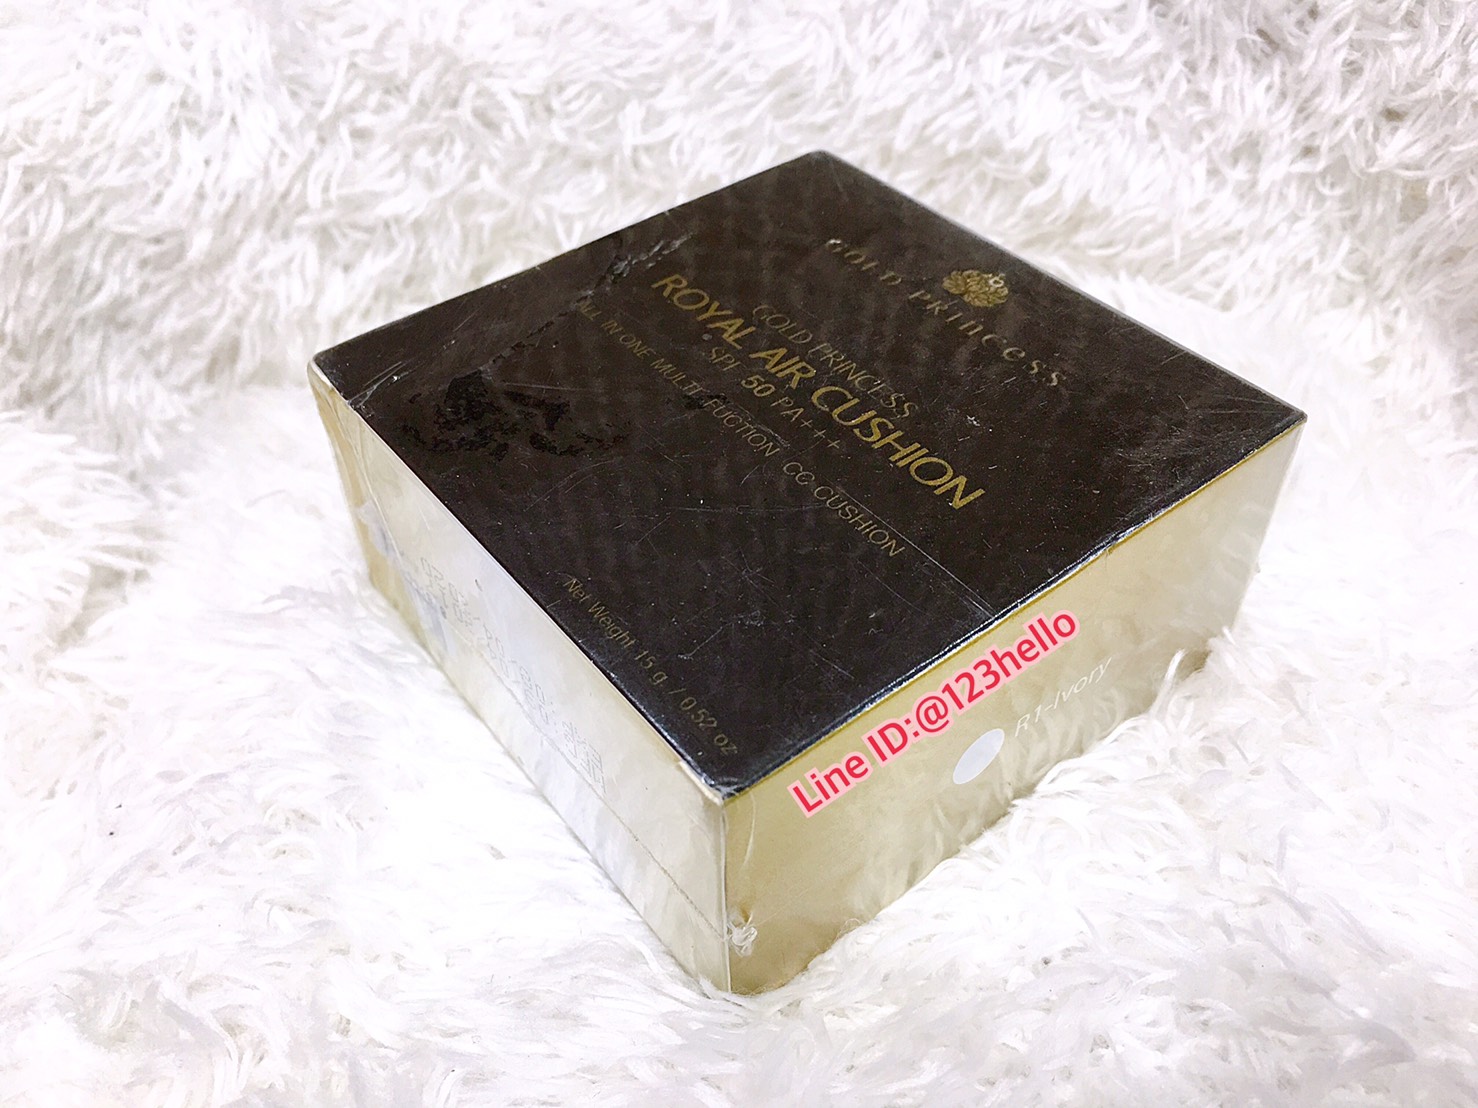 GOLD PRINCESS
GOLD PRINCESS
ROYAL AIR CUSHION
SPF 50 PA+++
ALL IN ONE MULTI-FUCTION CC CUSHION
Net Weight 15 g / 0.52 oz
R1-Ivory
Line ID:@123hello